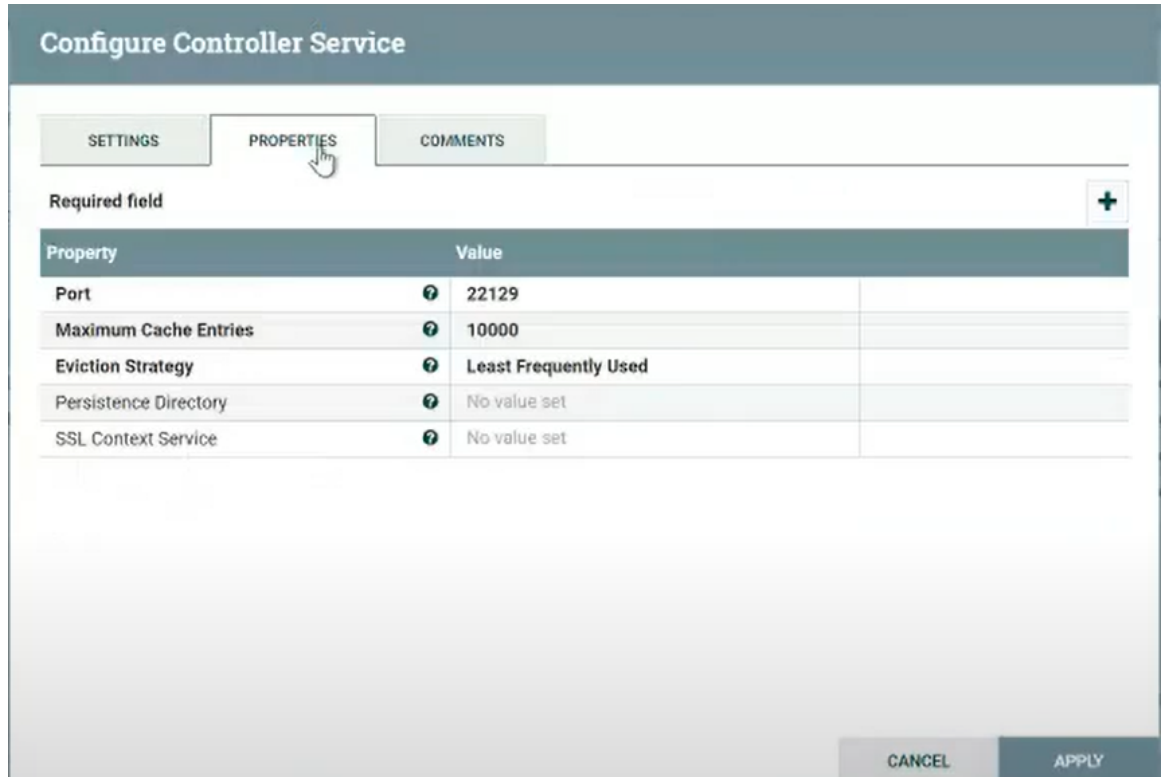 Configure Controller Service
SETTINGS PROPERTIES COMMENTS
Required field
Property Value
Port 22129
Maximum Cache Entries 10000
Eviction Strategy Least Frequently Used
Persistence Directory No value set
SSL Context Service No value set
CANCEL APPLY